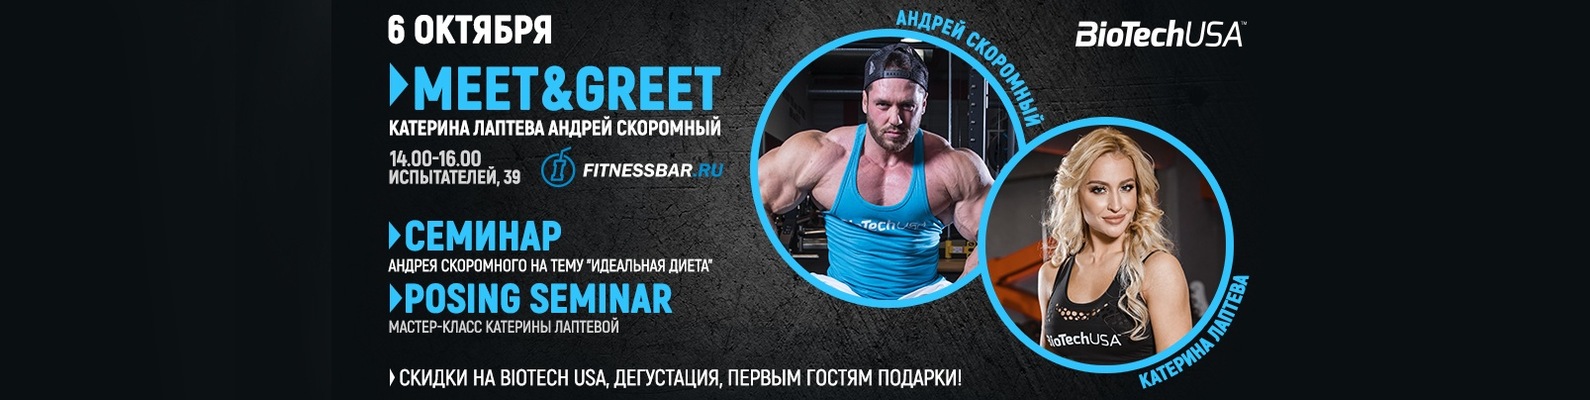 6 ОКТЯБРЯ
MEET&GREET
КАТЕРИНА ЛАПТЕВА АНДРЕЙ СКОРОМНЫЙ
14.00-16.00
ИСПЫТАТЕЛЕЙ, 39
FITNESSBAR.RU
СЕМИНАР
АНДРЕЯ СКОРОМНОГО НА ТЕМУ "ИДЕАЛЬНАЯ ДИЕТА"
POSING SEMINAR
МАСТЕР-КЛАСС КАТЕРИНЫ ЛАПТЕВОЙ
СКИДКИ НА BIOTECH USA, ДЕГУСТАЦИЯ, ПЕРВЫМ ГОСТЯМ ПОДАРКИ!
АНДРЕЙ СКОРОМНЫЙ
BioTechUSA™
BioTechUSA
BioTechUSA
КАТЕРИНА ЛАПТЕВА